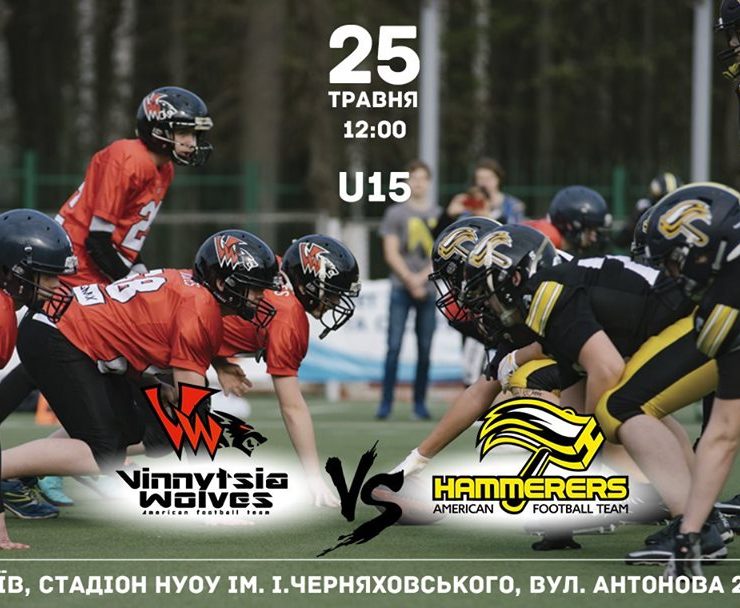 25
ТРАВНЯ
12:00
U15
VINNYTSIA
WOLVES
American Football Team
VS
HAMMERERS
AMERICAN FOOTBALL TEAM
ЇВ, СТАДІОН НУОУ ІМ. І.ЧЕРНЯХОВСЬКОГО, ВУЛ. АНТОНОВА 2